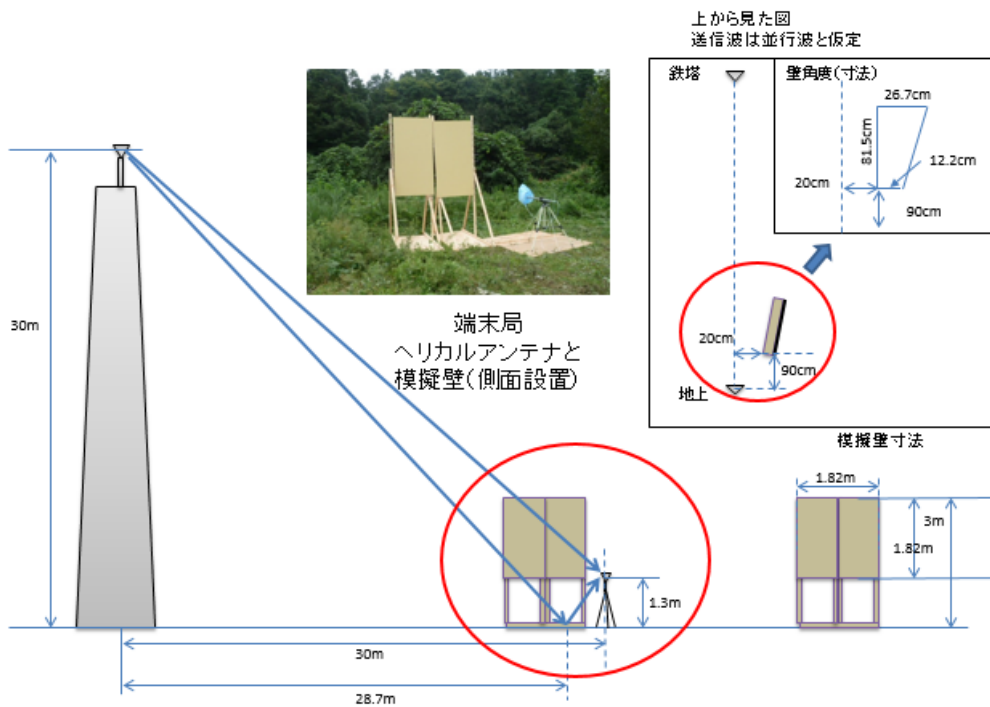 上から見た図
送信波は並行波と仮定
鉄塔
壁角度(寸法)
26.7cm
81.5cm
12.2cm
20cm
90cm
20cm
90cm
地上
30m
端末局
ヘリカルアンテナと
模擬壁(側面設置)
模擬壁寸法
1.82m
3m
1.82m
1.3m
30m
28.7m